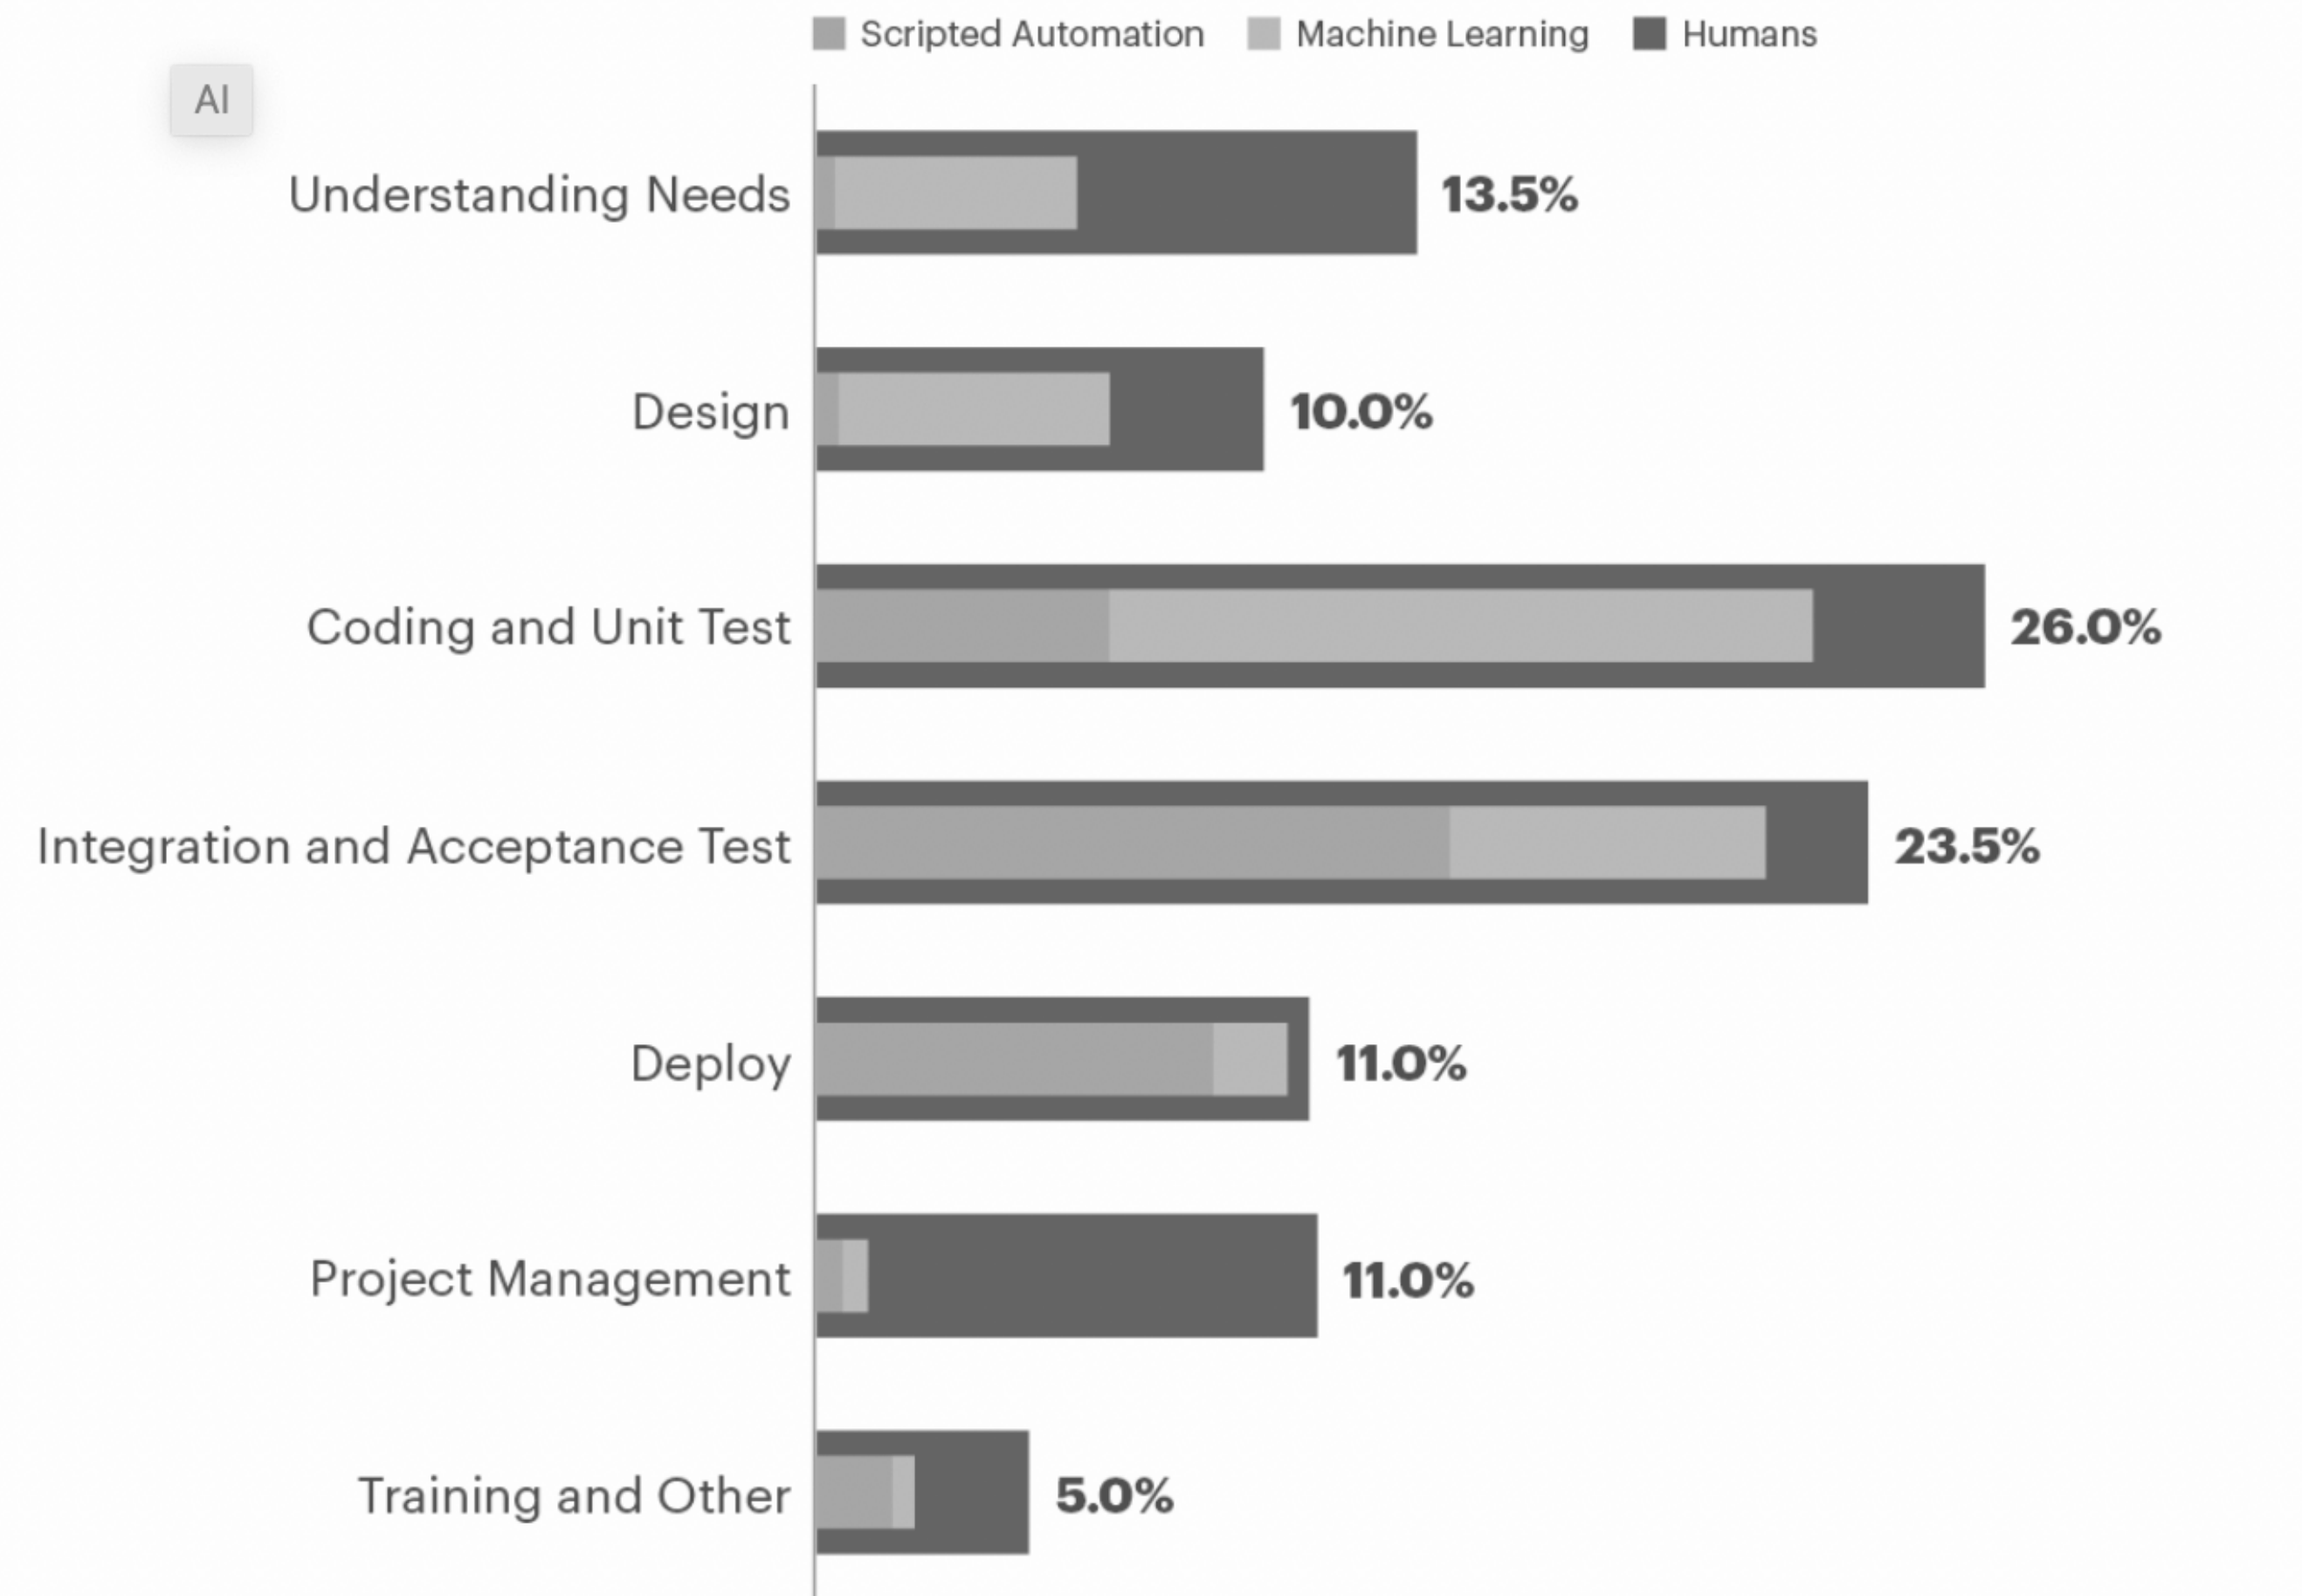 Scripted Automation Machine Learning Humans
AI
Understanding Needs 13.5%
Design 10.0%
Coding and Unit Test 26.0%
Integration and Acceptance Test 23.5%
Deploy 11.0%
Project Management 11.0%
Training and Other 5.0%